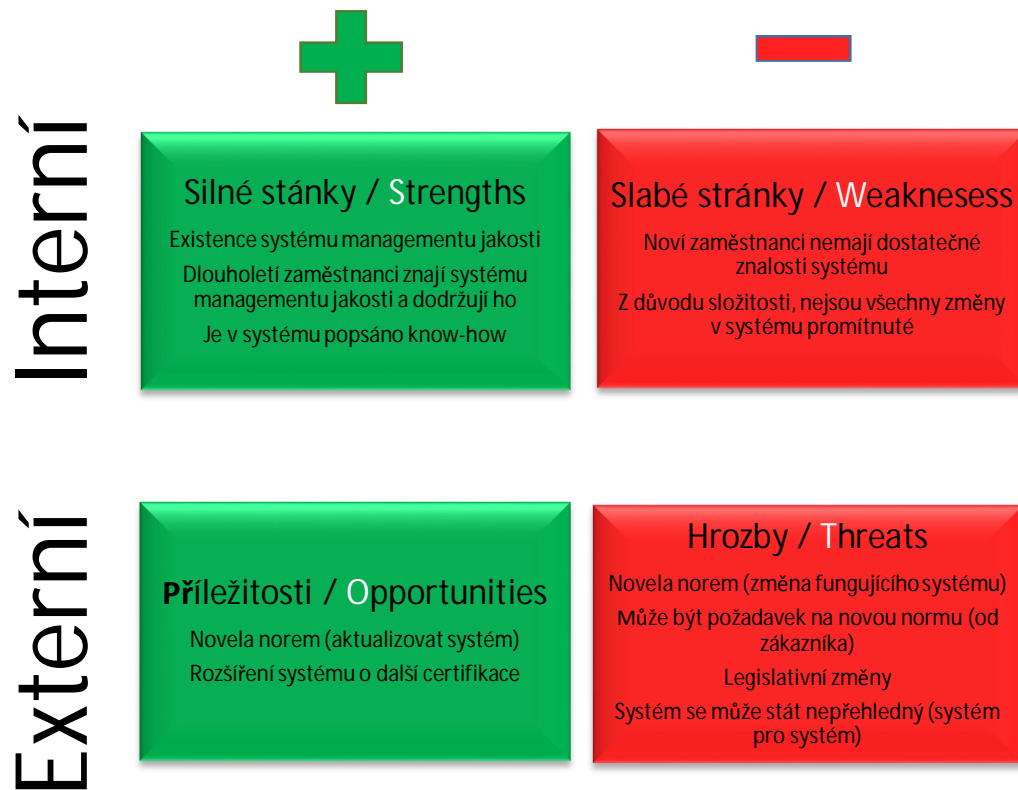 Interní
Silné stánky / Strengths
Existence systému managementu jakosti
Dlouholetí zaměstnanci znají systému
managementu jakosti a dodržují ho
Je v systému popsáno know-how
Slabé stránky / Weaknesess
Noví zaměstnanci nemají dostatečné
znalosti systému
Z důvodu složitosti, nejsou všechny změny
v systému promítnuté
Externí
Příležitosti / Opportunities
Novela norem (aktualizovat systém)
Rozšíření systému o další certifikace
Hrozby / Threats
Novela norem (změna fungujícího systému)
Může být požadavek na novou normu (od
zákazníka)
Legislativní změny
Systém se může stát nepřehledný (systém
pro systém)